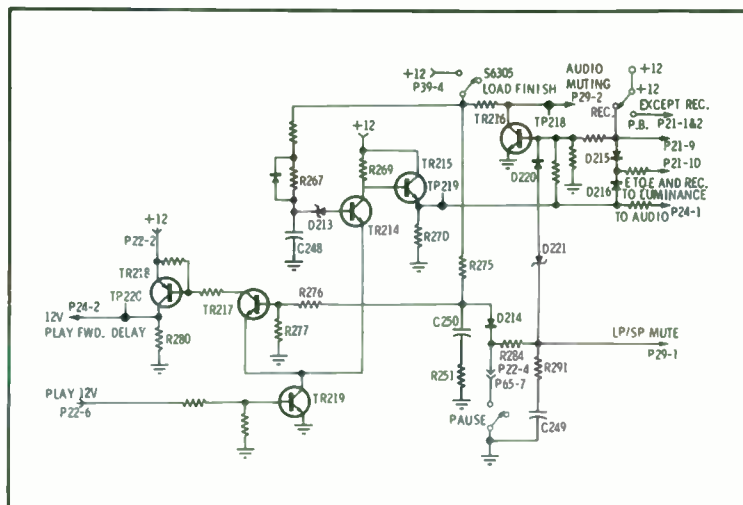 +12
P39-4
S6305
LOAD FINISH
AUDIO
MUTING
P29-2
TP218
TR216
+12
+12
REC.
P.B.
EXCEPT REC.
P21-1&2
P21-9
D215
P21-10
D220
D216
E TO E AND REC.
TO LUMINANCE
P24-1
TO AUDIO
+12
R269
TR215
TP219
R267
D213
TR214
C248
R270
D221
R275
+12
P22-2
TR218
TP220
P24-2
12V
PLAY FWD. DELAY
R280
TR217
R276
R277
C250
D214
R251
R284
P22-4
P65-7
R291
LP/SP MUTE
P29-1
PAUSE
C249
PLAY 12V
P22-6
TR219